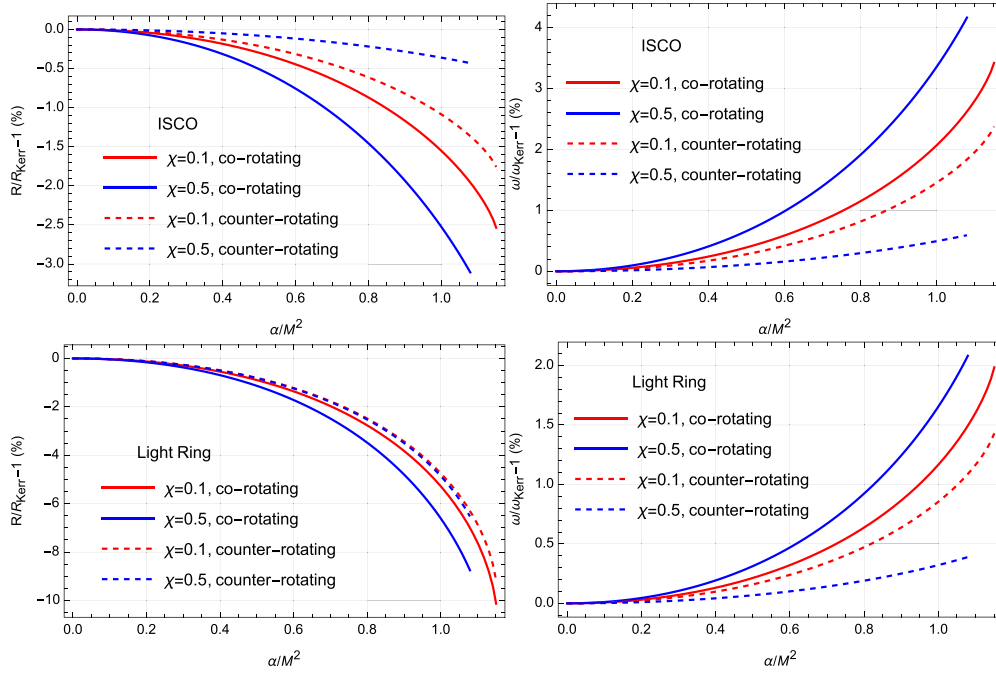 0.0
-0.5
-1.0
-1.5
-2.0
-2.5
-3.0
R/R_Kerr-1 (%)
ISCO
χ=0.1, co-rotating
χ=0.5, co-rotating
χ=0.1, counter-rotating
χ=0.5, counter-rotating
0.0 0.2 0.4 0.6 0.8 1.0
α/M²
4
3
2
1
0
ω/ω_Kerr-1 (%)
ISCO
χ=0.1, co-rotating
χ=0.5, co-rotating
χ=0.1, counter-rotating
χ=0.5, counter-rotating
0.0 0.2 0.4 0.6 0.8 1.0
α/M²
0
-2
-4
-6
-8
-10
R/R_Kerr-1 (%)
Light Ring
χ=0.1, co-rotating
χ=0.5, co-rotating
χ=0.1, counter-rotating
χ=0.5, counter-rotating
0.0 0.2 0.4 0.6 0.8 1.0
α/M²
2.0
1.5
1.0
0.5
0.0
ω/ω_Kerr-1 (%)
Light Ring
χ=0.1, co-rotating
χ=0.5, co-rotating
χ=0.1, counter-rotating
χ=0.5, counter-rotating
0.0 0.2 0.4 0.6 0.8 1.0
α/M²